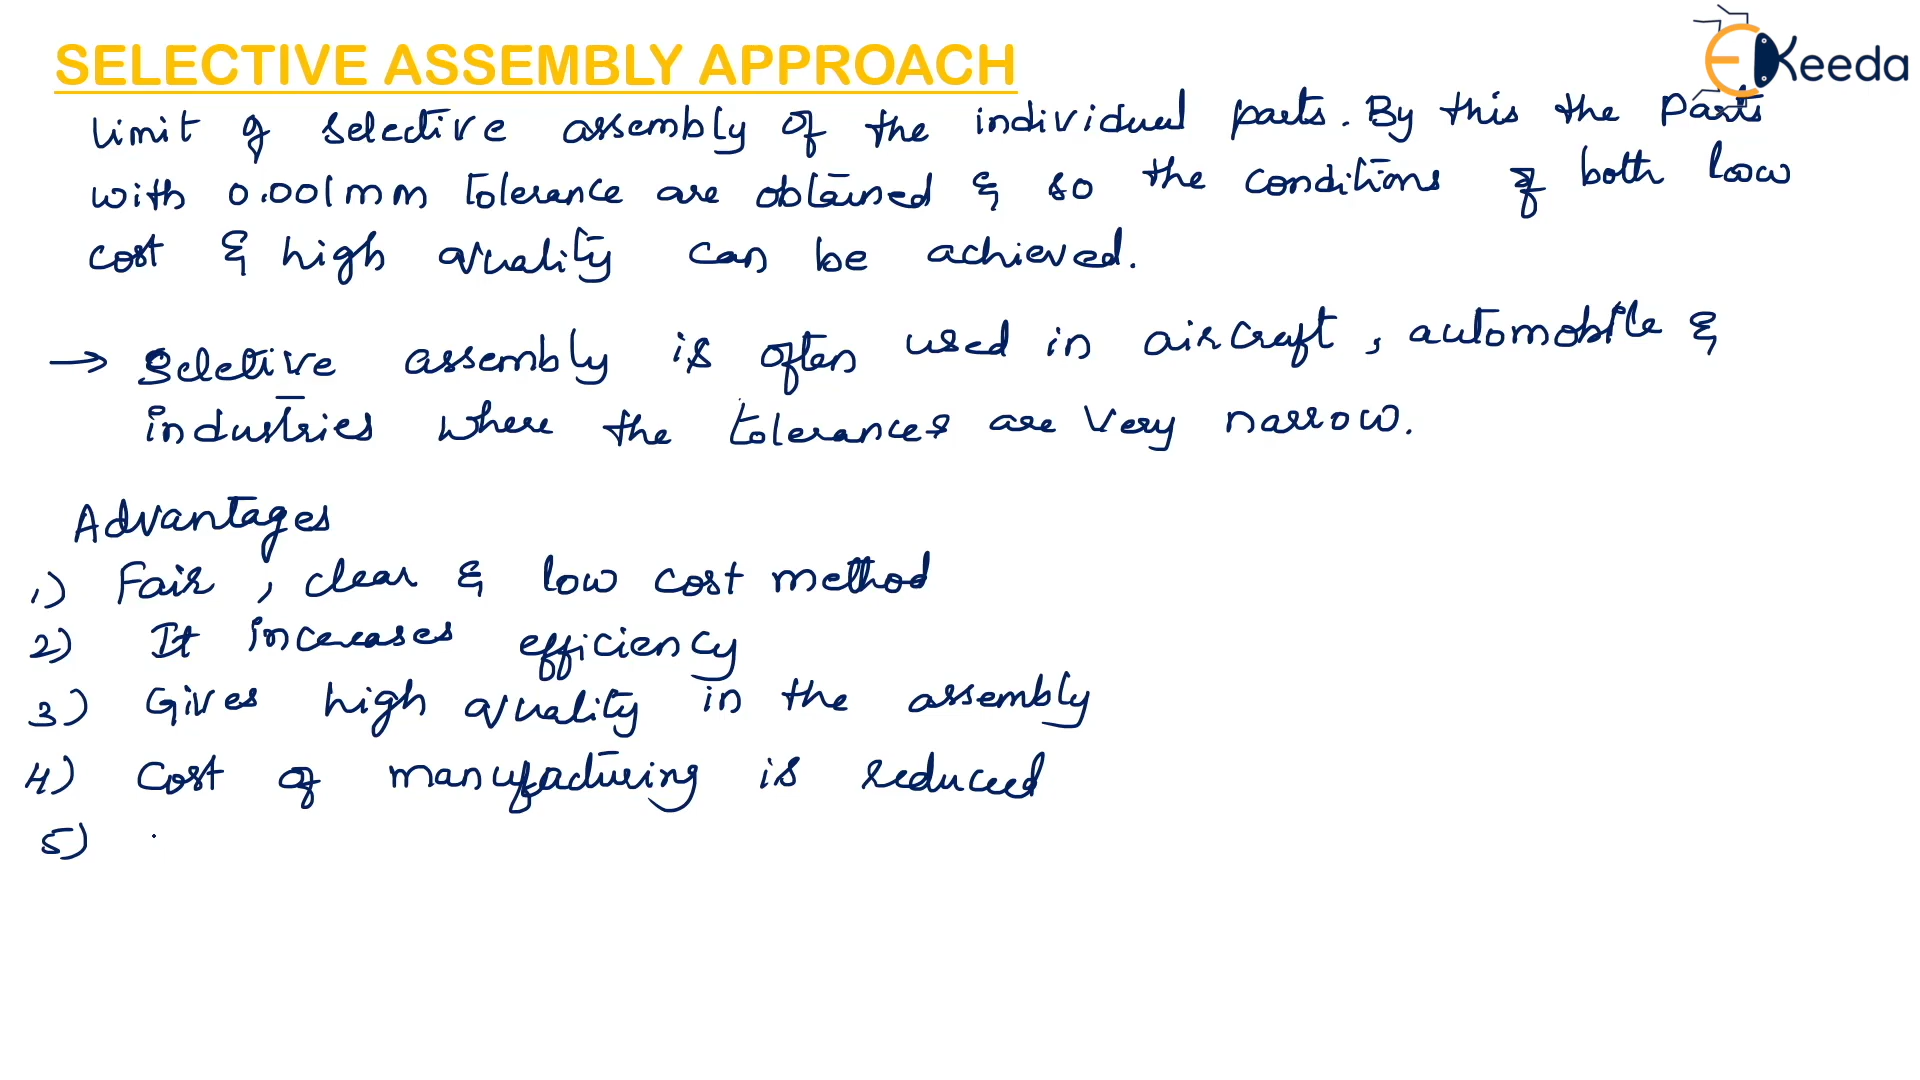 SELECTIVE ASSEMBLY APPROACH
EKeeda
limit of selective assembly of the individual parts. By this the Parts
with 0.001mm tolerance are obtained & so the conditions of both low
cost & high quality can be achieved.
→ Selective assembly is often used in aircraft, automobile &
industries where the tolerances are very narrow.
Advantages
1) Fair, clear & low cost method
2) It increases efficiency
3) Gives high quality in the assembly
4) Cost of manufacturing is reduced
5)